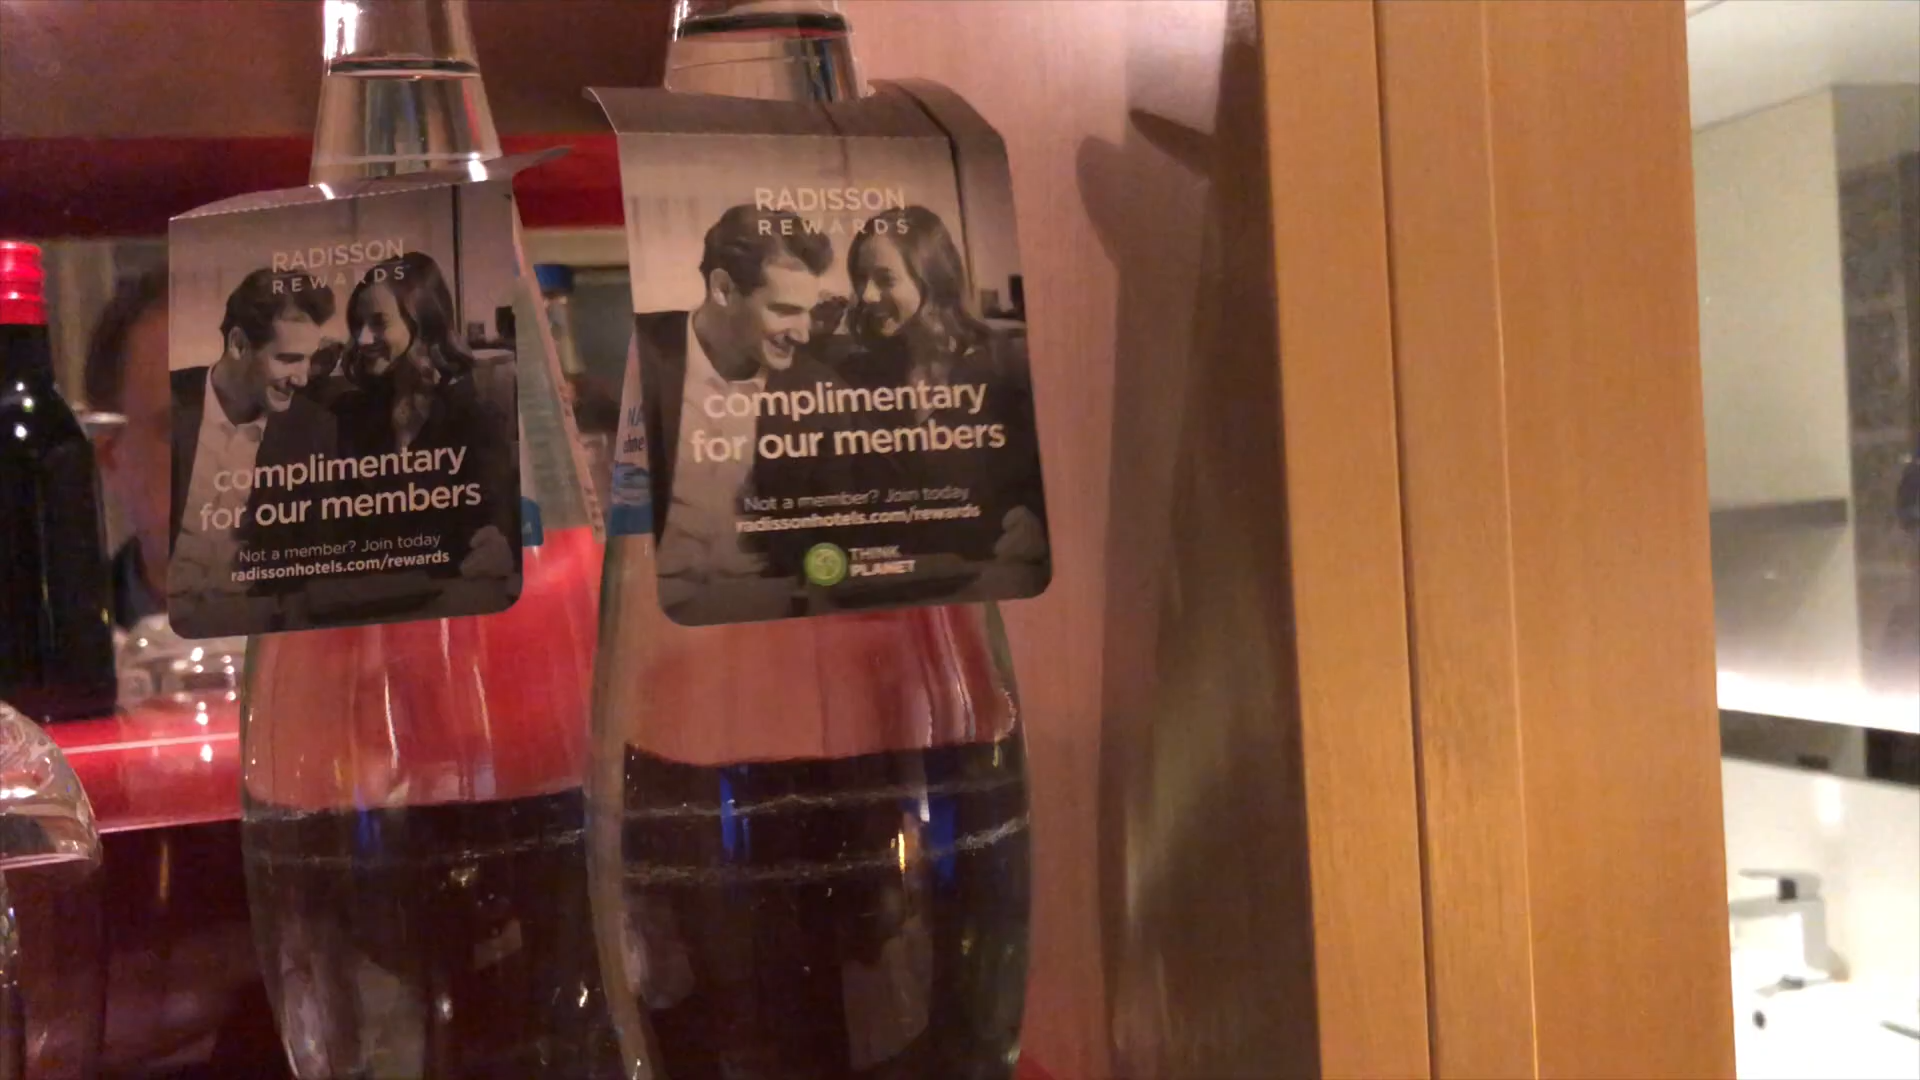 RADISSON
REWARDS
complimentary
for our members
Not a member? Join today
radissonhotels.com/rewards
RADISSON
REWARDS
complimentary
for our members
Not a member? Join today
radissonhotels.com/rewards
THINK
PLANET